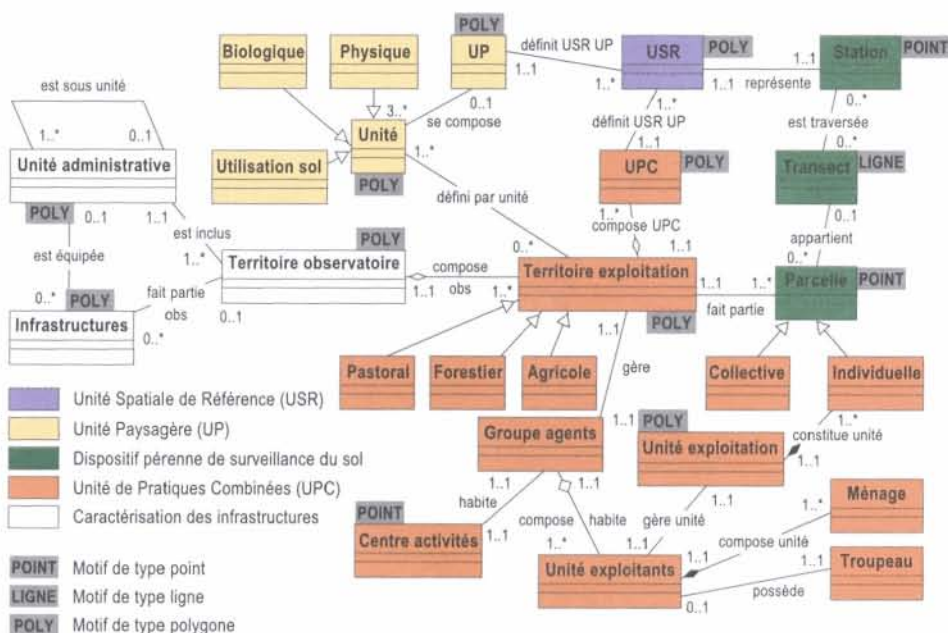 POLY
Biologique
Physique
UP
définit USR UP
USR
POLY
Station
POINT
1..1
1..*
1..1
1..1
représente
est sous unité
1..*
0..1
3..*
0..1
se compose
1..*
0..*
est traversée
Unité administrative
Utilisation sol
Unité
1..*
POLY
définit USR UP
1..1
UPC
POLY
0..*
Transect
LIGNE
POLY
0..1
1..1
défini par unité
1..*
compose UPC
1..1
0..1
appartient
est inclus
est équipée
1..*
POLY
Territoire observatoire
compose
obs
1..1
0..*
1..*
Territoire exploitation
POLY
1..1
1..1
fait partie
1..*
0..*
Parcelle
POINT
0..*
POLY
fait partie
obs
0..1
0..*
Infrastructures
Pastoral
Forestier
Agricole
gère
1..1
Collective
Individuelle
1..*
Groupe agents
POLY
Unité exploitation
constitue unité
1..1
1..1
habite
1..1
1..1
POINT
Centre activités
1..1
compose
habite
1..*
1..1
gère unité
1..1
Unité exploitants
1..1
compose unité
1..*
Ménage
1..1
Troupeau
possède
0..1
Unité Spatiale de Référence (USR)
Unité Paysagère (UP)
Dispositif pérenne de surveillance du sol
Unité de Pratiques Combinées (UPC)
Caractérisation des infrastructures
POINT Motif de type point
LIGNE Motif de type ligne
POLY Motif de type polygone